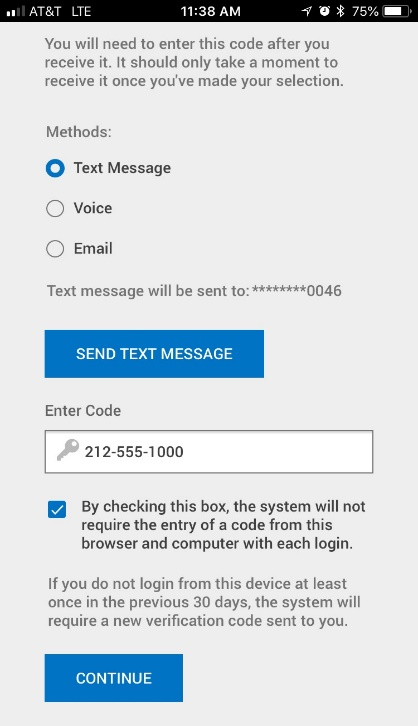 AT&T LTE 11:38 AM 75%
You will need to enter this code after you
receive it. It should only take a moment to
receive it once you've made your selection.
Methods:
Text Message
Voice
Email
Text message will be sent to: ********0046
SEND TEXT MESSAGE
Enter Code
212-555-1000
By checking this box, the system will not
require the entry of a code from this
browser and computer with each login.
If you do not login from this device at least
once in the previous 30 days, the system will
require a new verification code sent to you.
CONTINUE